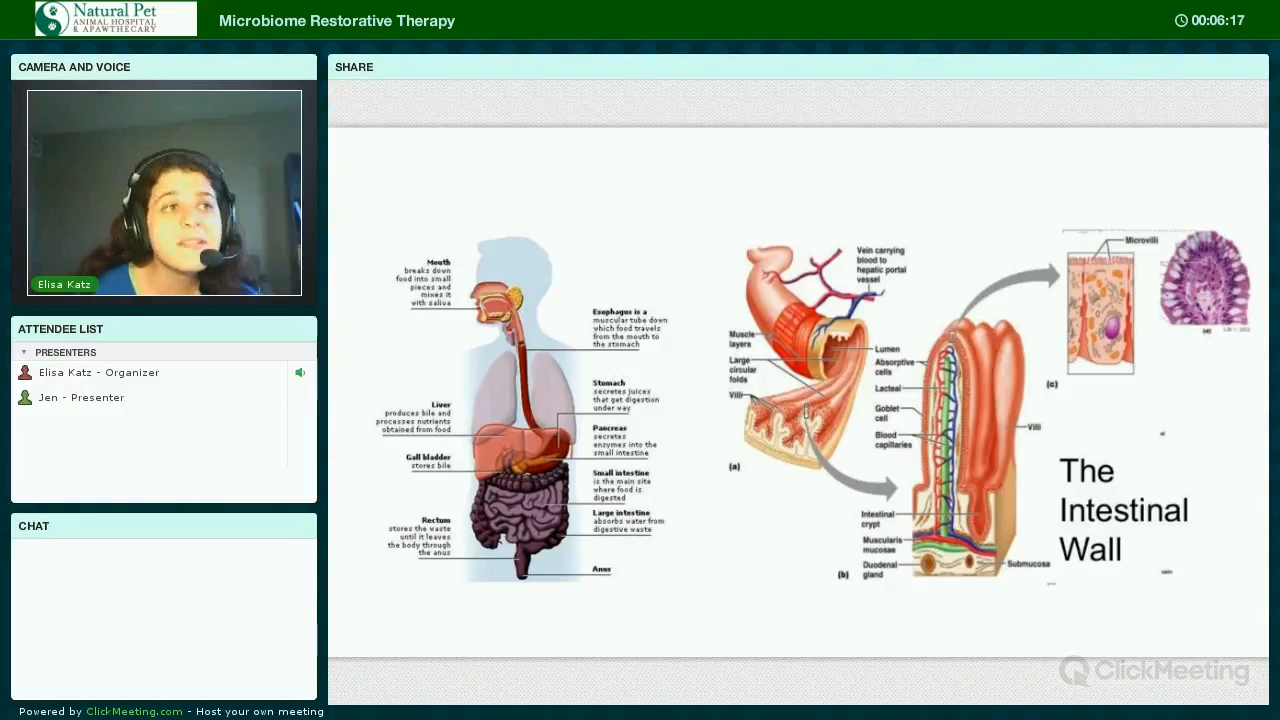 Natural Pet
ANIMAL HOSPITAL
& APAWTHECARY
Microbiome Restorative Therapy
00:06:17
CAMERA AND VOICE
Elisa Katz
ATTENDEE LIST
PRESENTERS
Elisa Katz - Organizer
Jen - Presenter
CHAT
Powered by ClickMeeting.com - Host your own meeting
SHARE
Mouth
breaks down
food into small
pieces and
mixes it
with saliva
Esophagus is a
muscular tube down
which food travels
from the mouth to
the stomach
Stomach
secretes juices
that get digestion
under way
Liver
produces bile and
processes nutrients
obtained from food
Pancreas
secretes
enzymes into the
small intestine
Gall bladder
stores bile
Small intestine
is the main site
where food is
digested
Large intestine
absorbs water from
digestive waste
Rectum
stores the waste
until it leaves
the body through
the anus
Anus
Vein carrying
blood to
hepatic portal
vessel
Muscle
layers
Large
circular
folds
Villi
(a)
Lumen
Absorptive
cells
Lacteal
Goblet
cell
Blood
capillaries
Villi
Intestinal
crypt
Muscularis
mucosae
Duodenal
gland
Submucosa
(b)
Microvilli
(c)
The
Intestinal
Wall
ClickMeeting